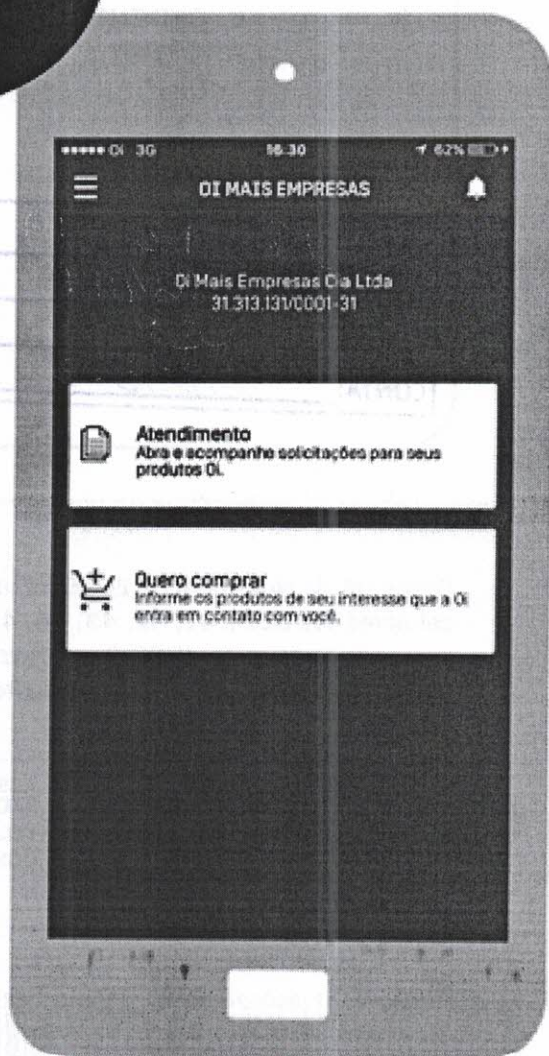 Oi 3G 16:30 62%
OI MAIS EMPRESAS
Oi Mais Empresas Cia Ltda
31.313.131/0001-31
Atendimento
Abra e acompanhe solicitações para seus
produtos Oi.
Quero comprar
Informe os produtos de seu interesse que a Oi
entra em contato com você.